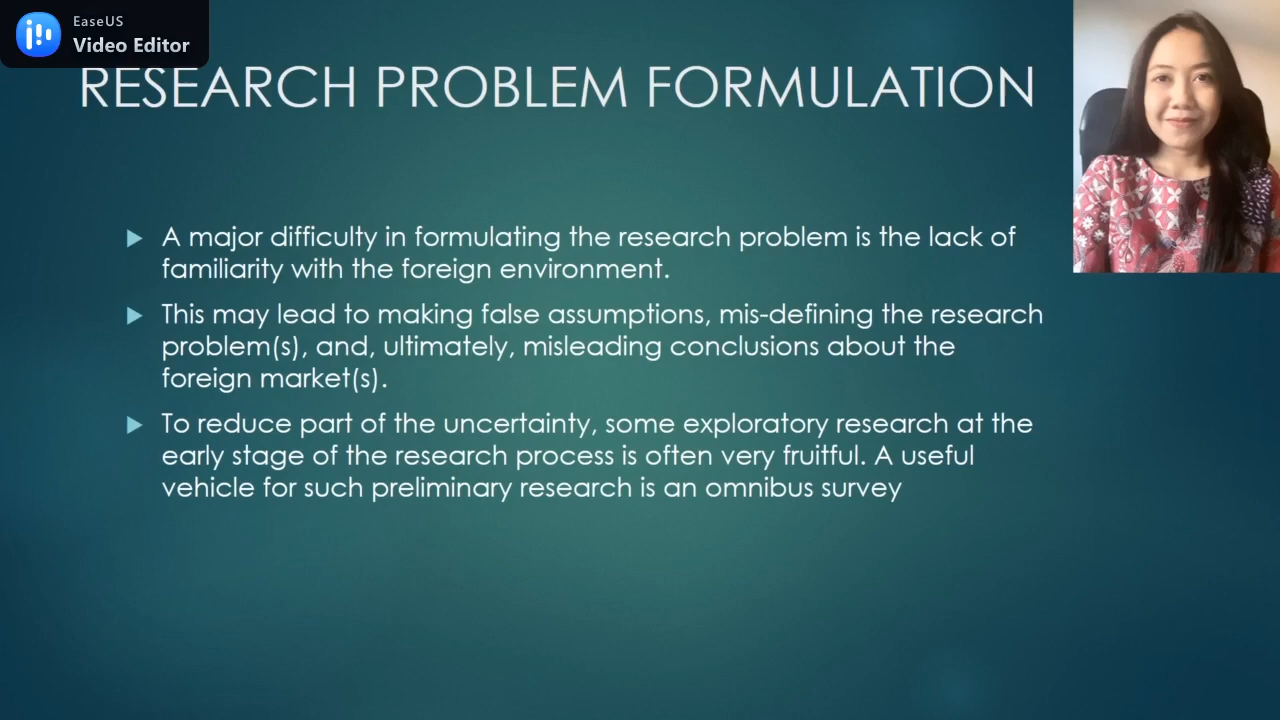 EaseUS
Video Editor
RESEARCH PROBLEM FORMULATION
A major difficulty in formulating the research problem is the lack of
familiarity with the foreign environment.
This may lead to making false assumptions, mis-defining the research
problem(s), and, ultimately, misleading conclusions about the
foreign market(s).
To reduce part of the uncertainty, some exploratory research at the
early stage of the research process is often very fruitful. A useful
vehicle for such preliminary research is an omnibus survey